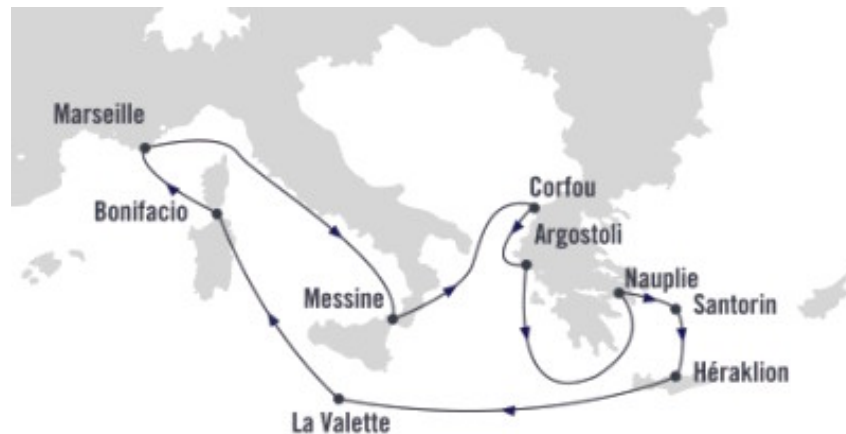 Marseille
Corfou
Bonifacio
Argostoli
Nauplie
Messine
Santorin
Héraklion
La Valette